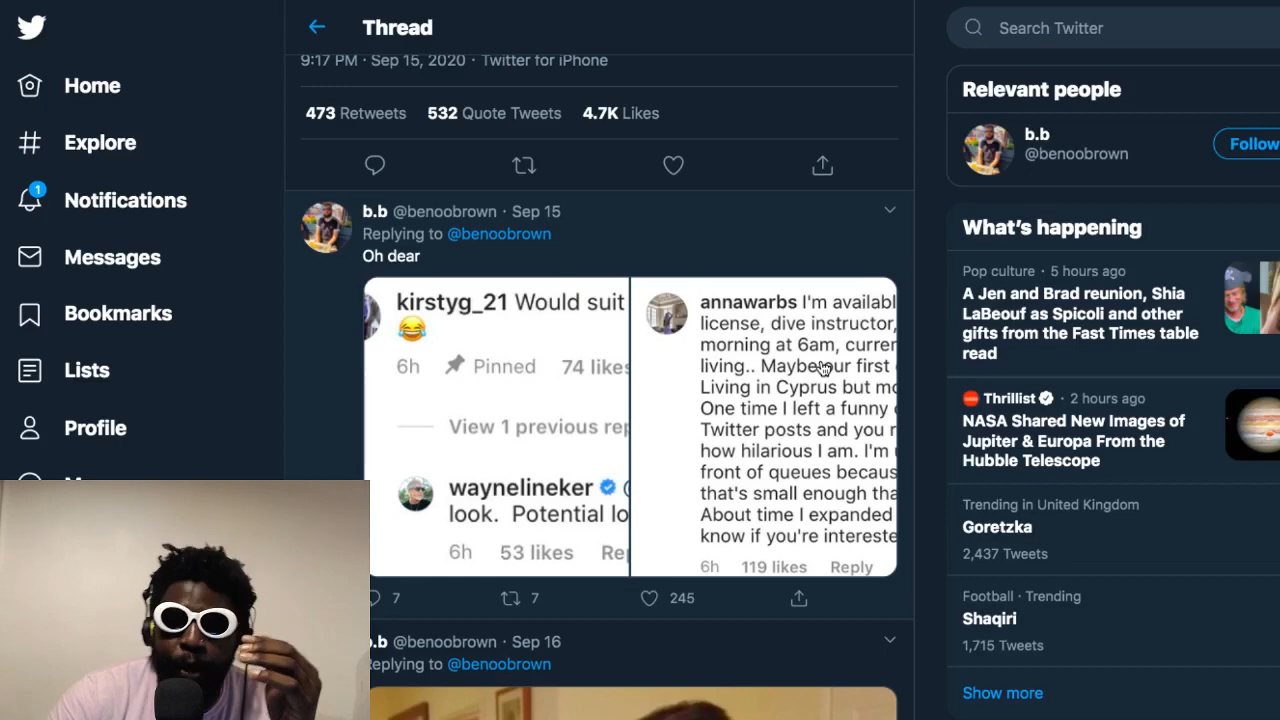 Home
Explore
1
Notifications
Messages
Bookmarks
Lists
Profile
Thread
9:17 PM · Sep 15, 2020 · Twitter for iPhone
473 Retweets 532 Quote Tweets 4.7K Likes
b.b @benoobrown · Sep 15
Replying to @benoobrown
Oh dear
kirstyg_21 Would suit
😂
6h Pinned 74 likes
View 1 previous rep
waynelineker
look. Potential lo
6h 53 likes Re
annawarbs I'm availabl
license, dive instructor,
morning at 6am, curren
living.. Maybe our first
Living in Cyprus but mo
One time I left a funny
Twitter posts and you r
how hilarious I am. I'm
front of queues becaus
that's small enough tha
About time I expanded
know if you're intereste
6h 119 likes Reply
7 7 245
b.b @benoobrown · Sep 16
Replying to @benoobrown
Search Twitter
Relevant people
b.b
@benoobrown
Follow
What's happening
Pop culture · 5 hours ago
A Jen and Brad reunion, Shia
LaBeouf as Spicoli and other
gifts from the Fast Times table
read
Thrillist · 2 hours ago
NASA Shared New Images of
Jupiter & Europa From the
Hubble Telescope
Trending in United Kingdom
Goretzka
2,437 Tweets
Football · Trending
Shaqiri
1,715 Tweets
Show more